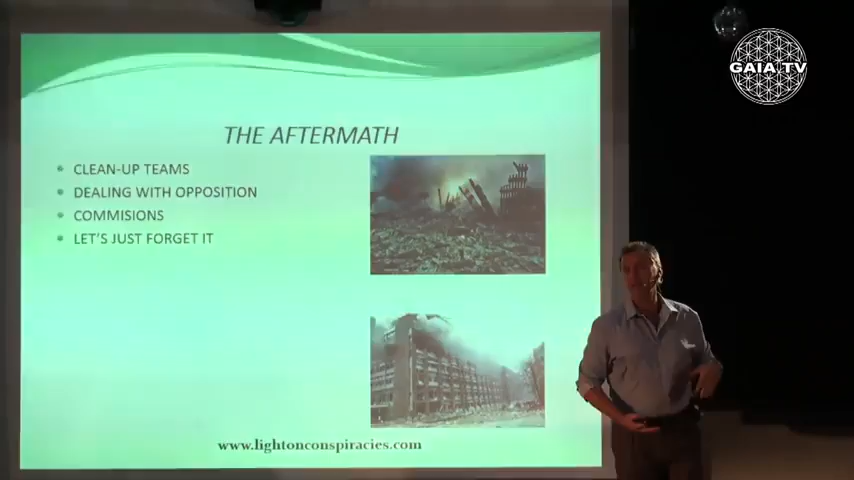 GAIA TV
THE AFTERMATH
CLEAN-UP TEAMS
DEALING WITH OPPOSITION
COMMISIONS
LET'S JUST FORGET IT
www.lightonconspiracies.com